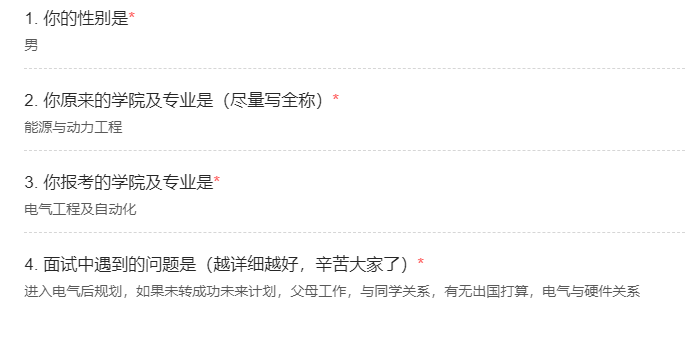 1. 你的性别是*
男
2. 你原来的学院及专业是（尽量写全称）*
能源与动力工程
3. 你报考的学院及专业是*
电气工程及自动化
4. 面试中遇到的问题是（越详细越好，辛苦大家了）*
进入电气后规划，如果未转成功未来计划，父母工作，与同学关系，有无出国打算，电气与硬件关系